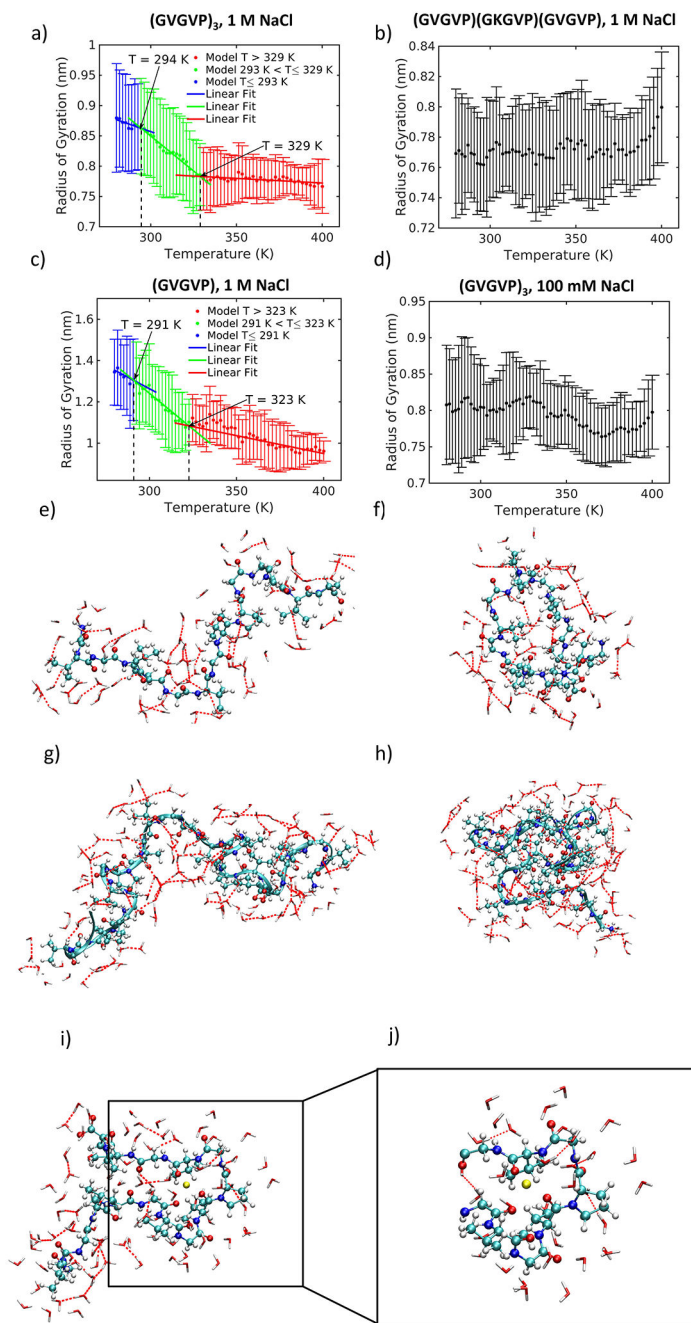 (GVGVP)3, 1 M NaCl
a)
Radius of Gyration (nm)
1
0.95
0.9
0.85
0.8
0.75
0.7
T = 294 K
Model T > 329 K
Model 293 K < T≤ 329 K
Model T≤ 293 K
Linear Fit
Linear Fit
Linear Fit
T = 329 K
300
350
400
Temperature (K)
(GVGVP)(GKGVP)(GVGVP), 1 M NaCl
b)
Radius of Gyration (nm)
0.84
0.82
0.8
0.78
0.76
0.74
0.72
300
350
400
Temperature (K)
c)
(GVGVP), 1 M NaCl
Radius of Gyration (nm)
1.6
1.4
1.2
1
T = 291 K
Model T > 323 K
Model 291 K < T≤ 323 K
Model T≤ 291 K
Linear Fit
Linear Fit
Linear Fit
T = 323 K
300
350
400
Temperature (K)
d)
(GVGVP)3, 100 mM NaCl
Radius of Gyration (nm)
0.95
0.9
0.85
0.8
0.75
0.7
300
350
400
Temperature (K)
e)
f)
g)
h)
i)
j)